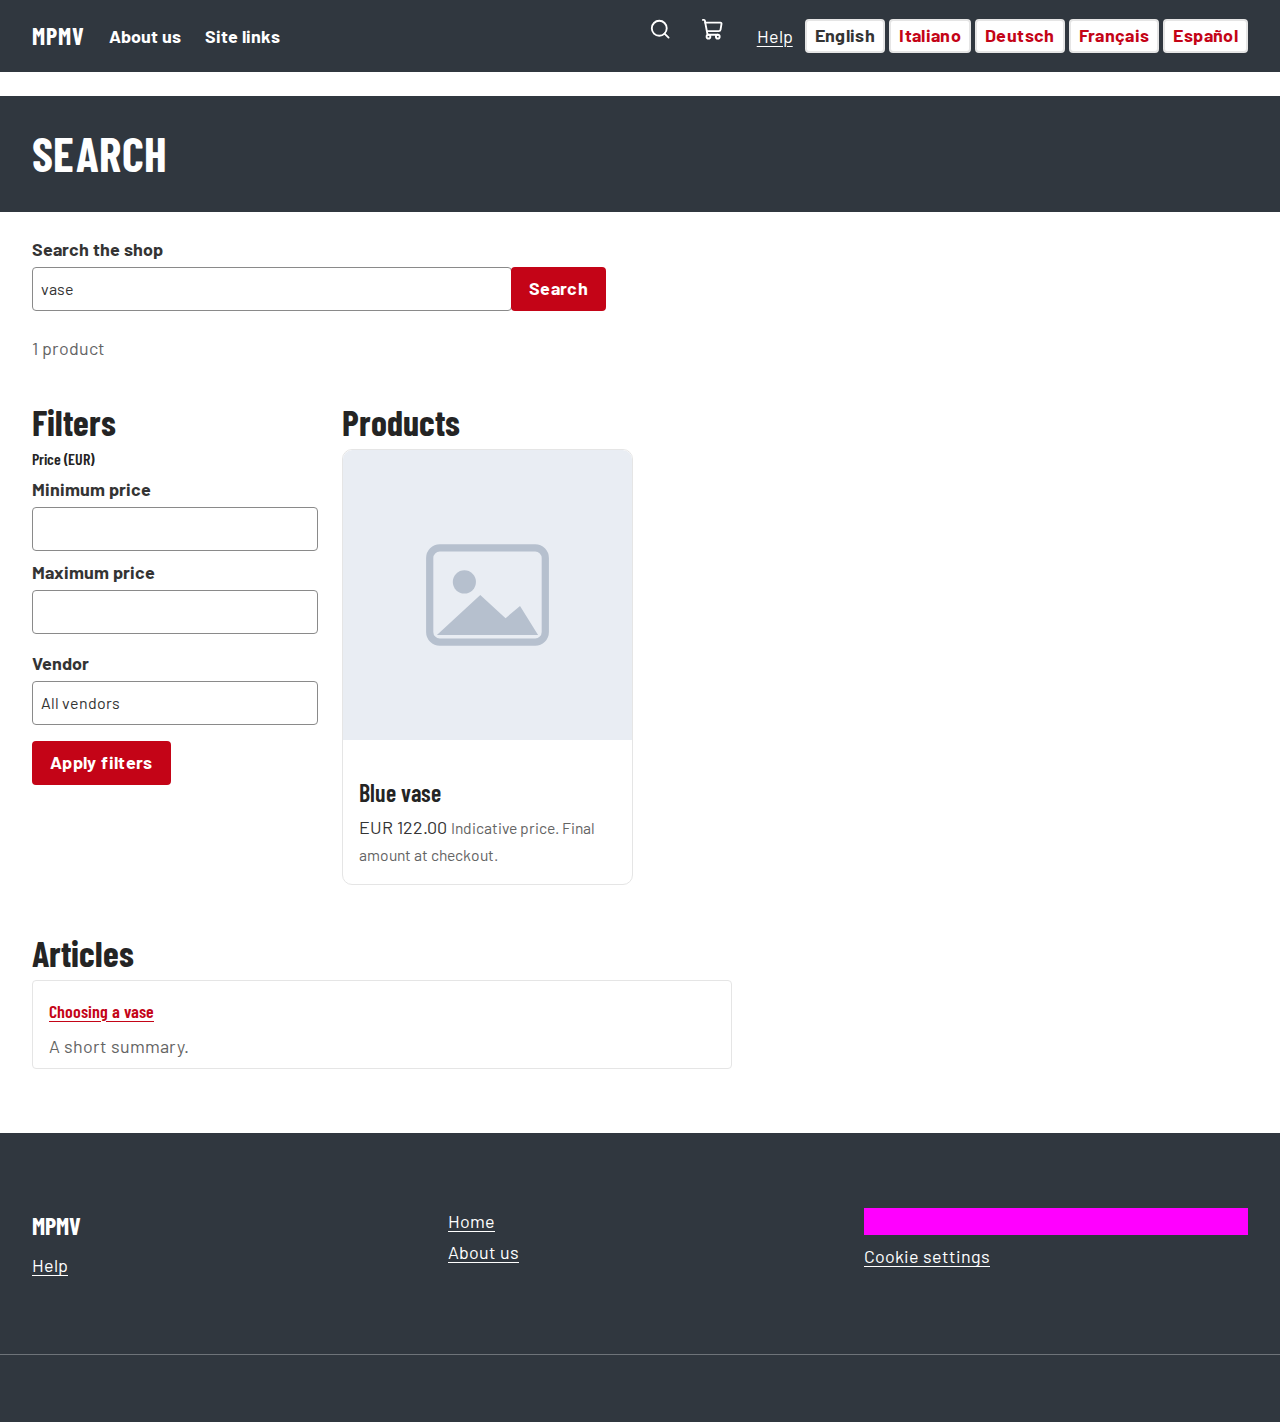 MPMV About us Site links Help English Italiano Deutsch Français Español
SEARCH
Search the shop
vase Search
1 product
Filters
Price (EUR)
Minimum price
Maximum price
Vendor
All vendors
Apply filters
Products
Blue vase
EUR 122.00 Indicative price. Final
amount at checkout.
Articles
Choosing a vase
A short summary.
MPMV
Help
Home
About us
Cookie settings